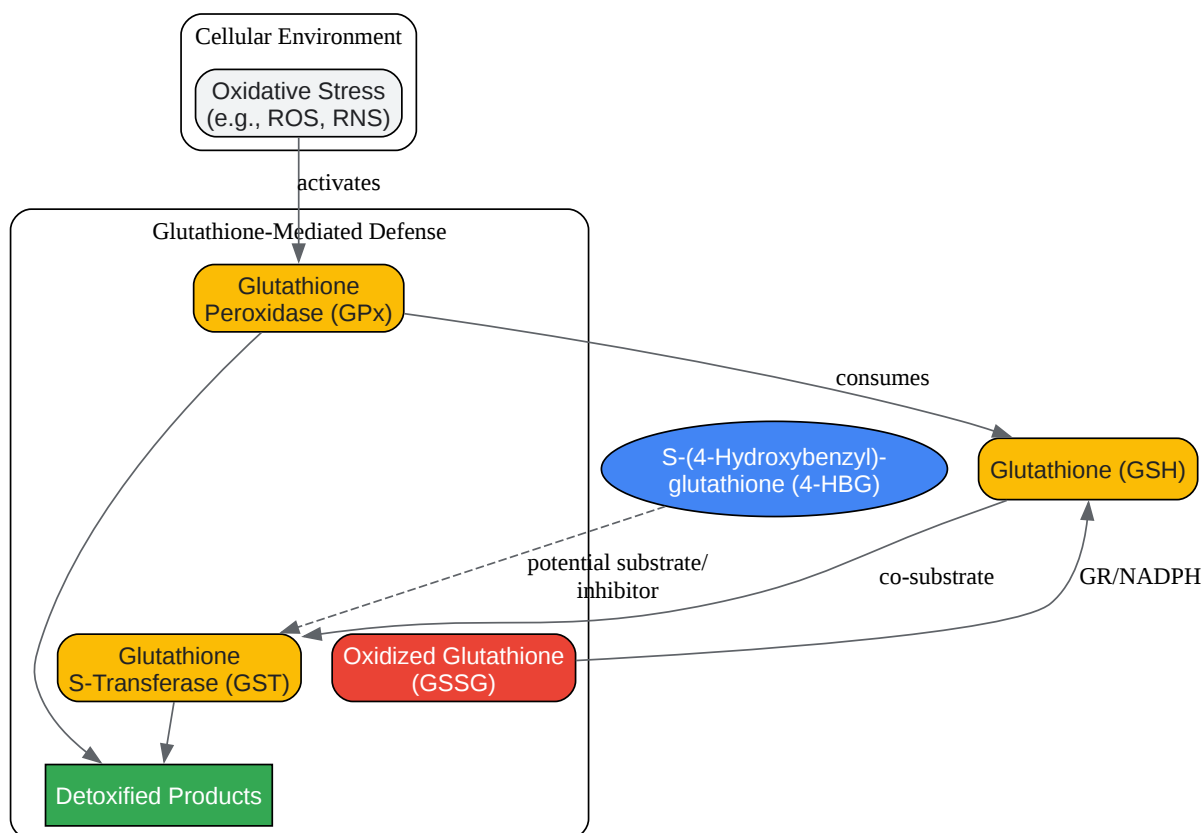 Cellular Environment
Oxidative Stress
(e.g., ROS, RNS)
activates
Glutathione-Mediated Defense
Glutathione
Peroxidase (GPx)
consumes
S-(4-Hydroxybenzyl)-
glutathione (4-HBG)
Glutathione (GSH)
potential substrate/
inhibitor
co-substrate
GR/NADPH
Glutathione
S-Transferase (GST)
Oxidized Glutathione
(GSSG)
Detoxified Products